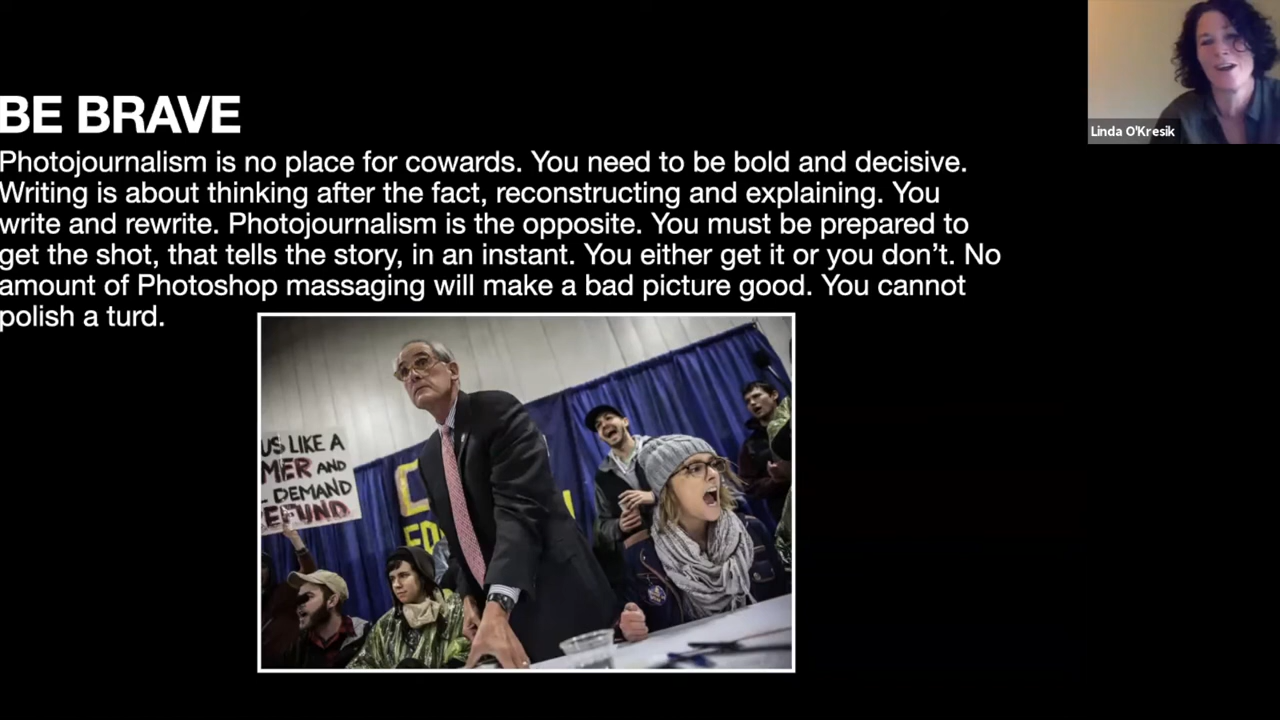 BE BRAVE
Photojournalism is no place for cowards. You need to be bold and decisive.
Writing is about thinking after the fact, reconstructing and explaining. You
write and rewrite. Photojournalism is the opposite. You must be prepared to
get the shot, that tells the story, in an instant. You either get it or you don’t. No
amount of Photoshop massaging will make a bad picture good. You cannot
polish a turd.
Linda O'Kresik
US LIKE A
MER AND
DEMAND
EFUND